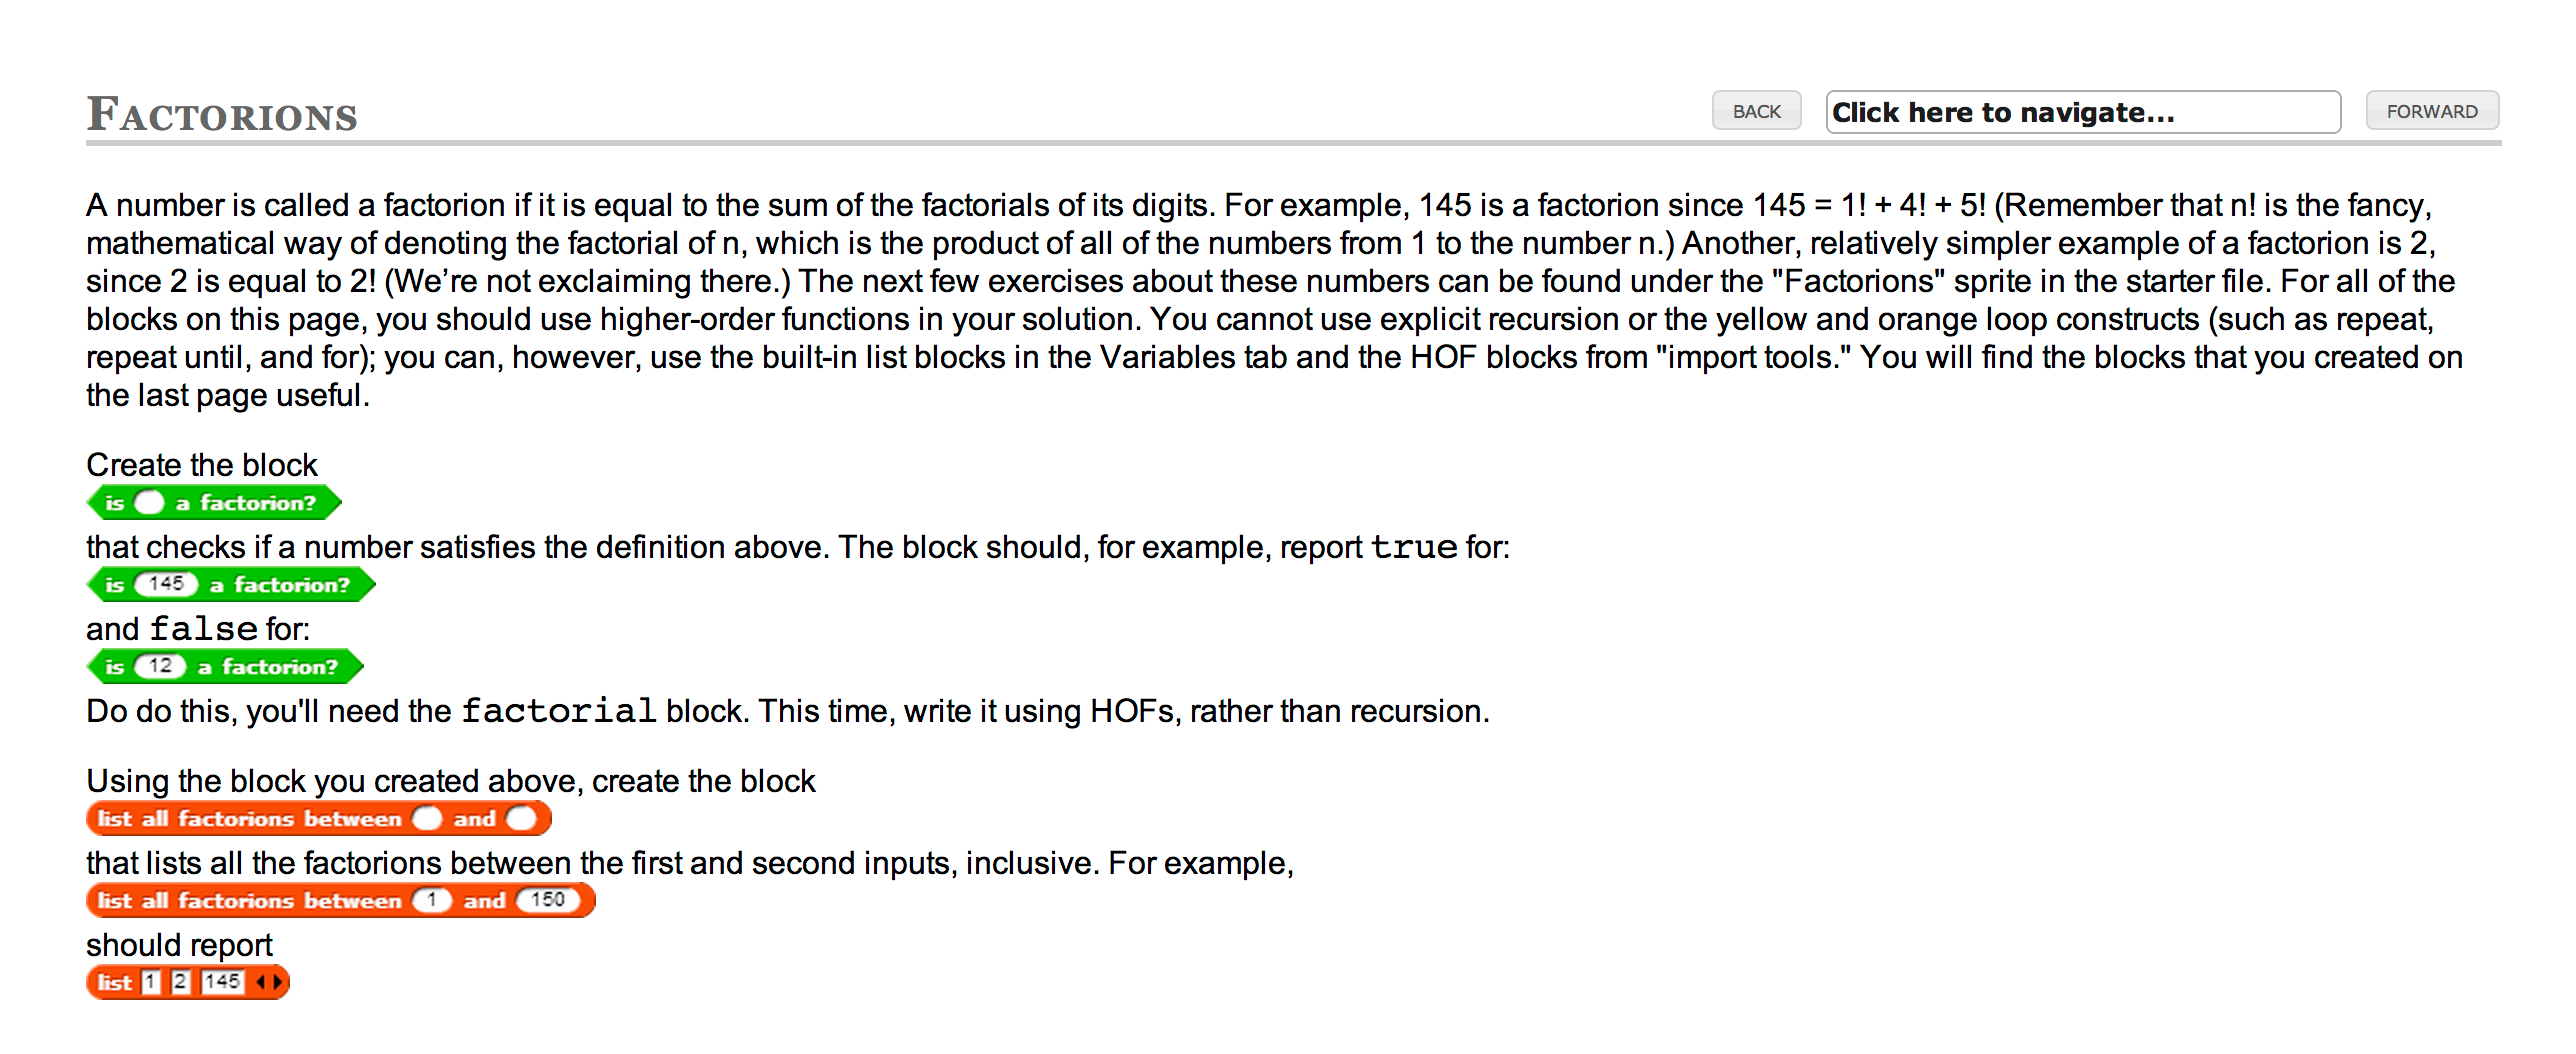 FACTORIONS
BACK
Click here to navigate...
FORWARD
A number is called a factorion if it is equal to the sum of the factorials of its digits. For example, 145 is a factorion since 145 = 1! + 4! + 5! (Remember that n! is the fancy,
mathematical way of denoting the factorial of n, which is the product of all of the numbers from 1 to the number n.) Another, relatively simpler example of a factorion is 2,
since 2 is equal to 2! (We’re not exclaiming there.) The next few exercises about these numbers can be found under the "Factorions" sprite in the starter file. For all of the
blocks on this page, you should use higher-order functions in your solution. You cannot use explicit recursion or the yellow and orange loop constructs (such as repeat,
repeat until, and for); you can, however, use the built-in list blocks in the Variables tab and the HOF blocks from "import tools." You will find the blocks that you created on
the last page useful.
Create the block
is a factorion?
that checks if a number satisfies the definition above. The block should, for example, report true for:
is 145 a factorion?
and false for:
is 12 a factorion?
Do do this, you'll need the factorial block. This time, write it using HOFs, rather than recursion.
Using the block you created above, create the block
list all factorions between and
that lists all the factorions between the first and second inputs, inclusive. For example,
list all factorions between 1 and 150
should report
list 1 2 145